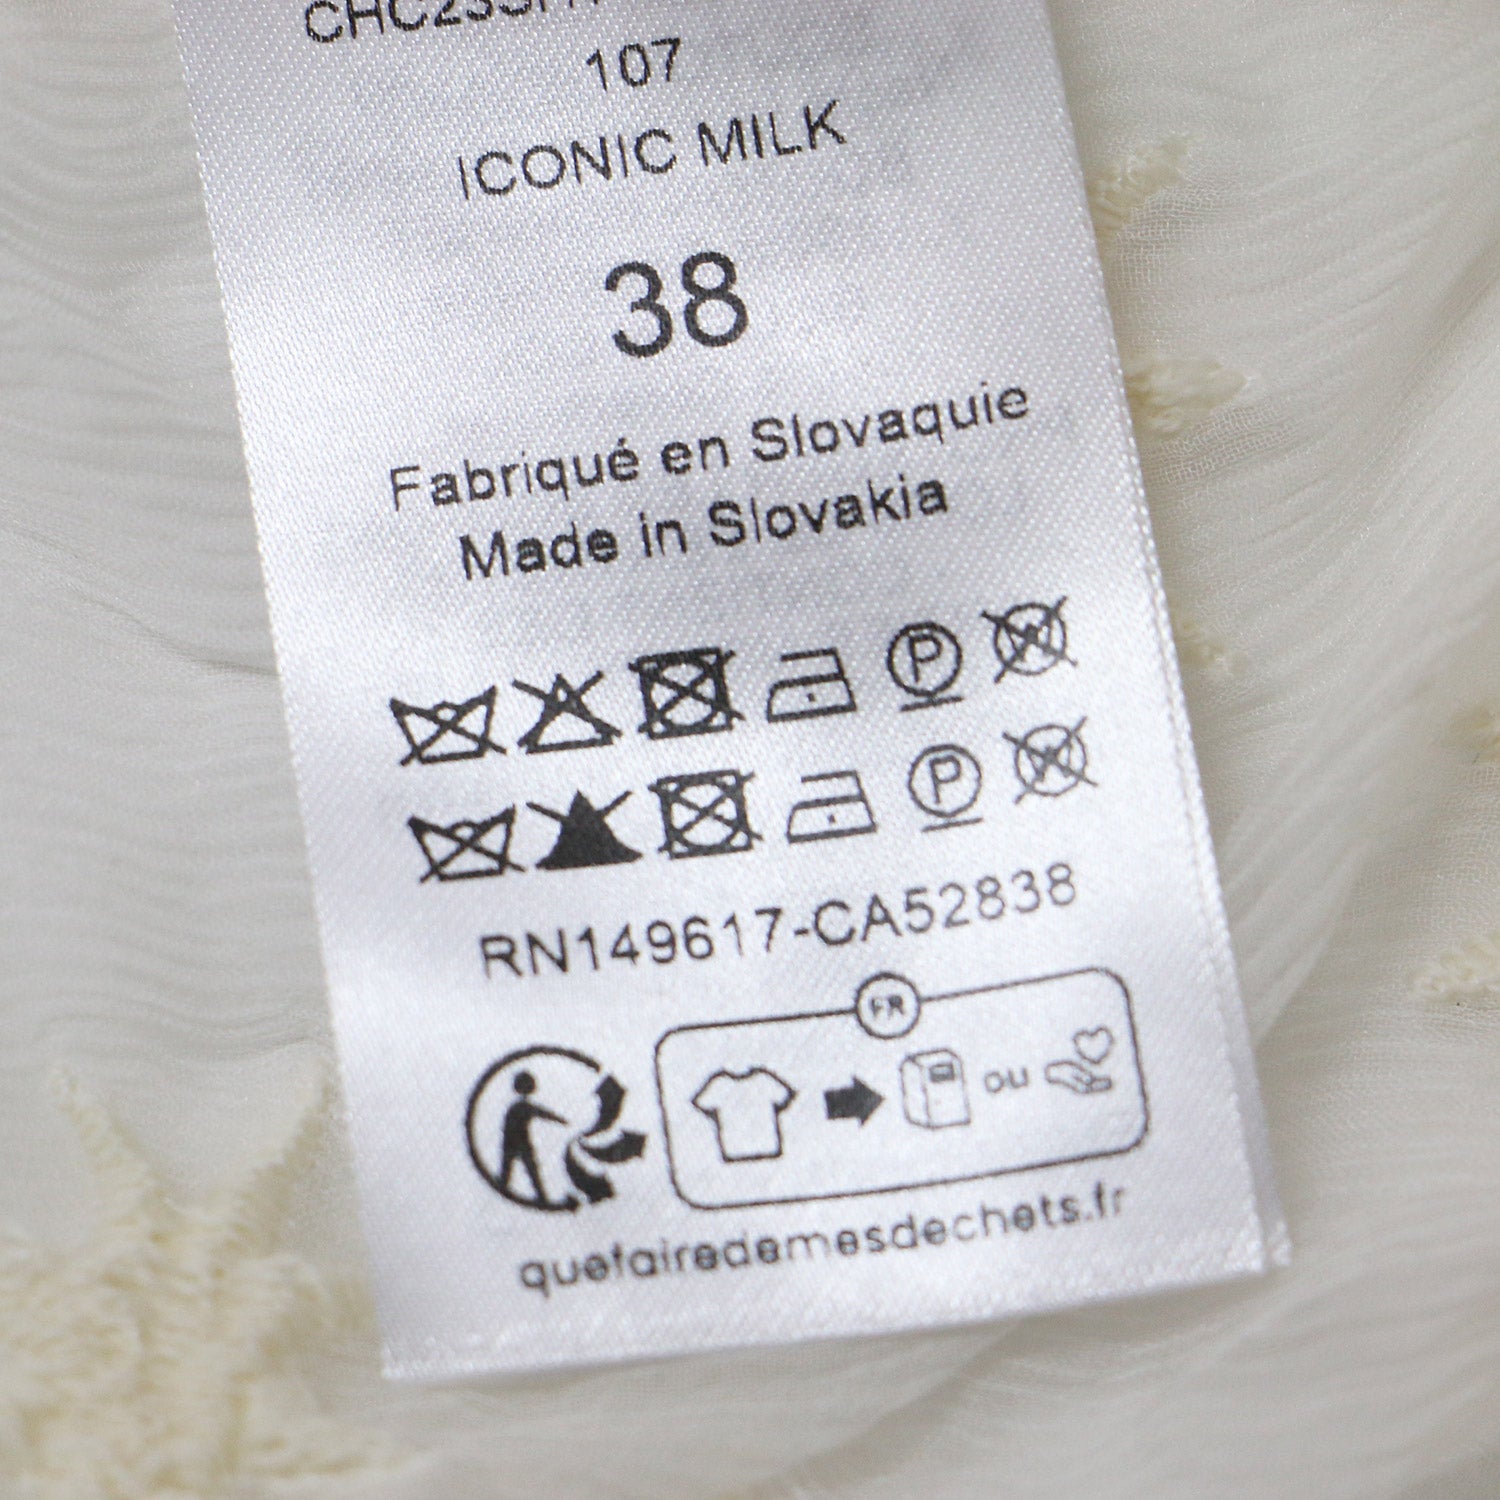 107
ICONIC MILK
38
Fabriqué en Slovaquie
Made in Slovakia
P W
P W
RN149617-CA52838
FR
ou
quefairedemesdechets.fr